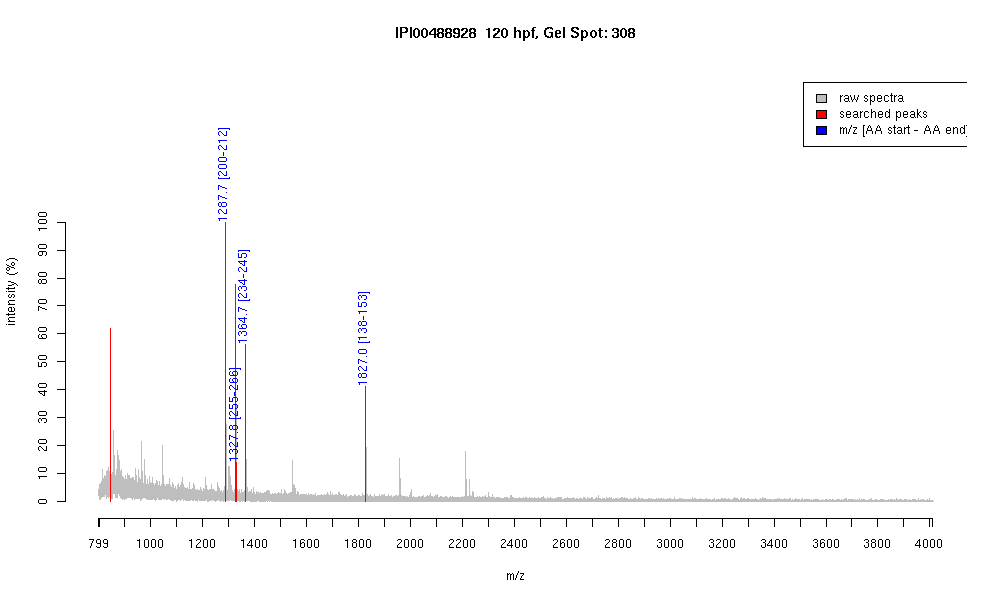 IPI00488928 120 hpf, Gel Spot: 308
raw spectra
searched peaks
m/z [AA start - AA end]
1287.7 [200-212]
1327.8 [255-266]
1364.7 [234-245]
1827.0 [138-153]
intensity (%)
100
90
80
70
60
50
40
30
20
10
0
799 1000 1200 1400 1600 1800 2000 2200 2400 2600 2800 3000 3200 3400 3600 3800 4000
m/z